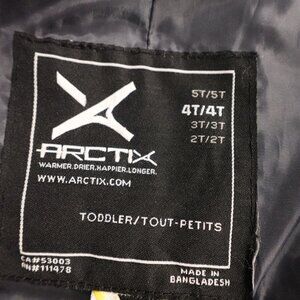 5T/5T
4T/4T
3T/3T
2T/2T
ARCTIX
WARMER.DRIER.HAPPIER.LONGER.
WWW.ARCTIX.COM
TODDLER/TOUT-PETITS
CA#53003
RN#111478
MADE IN
BANGLADESH